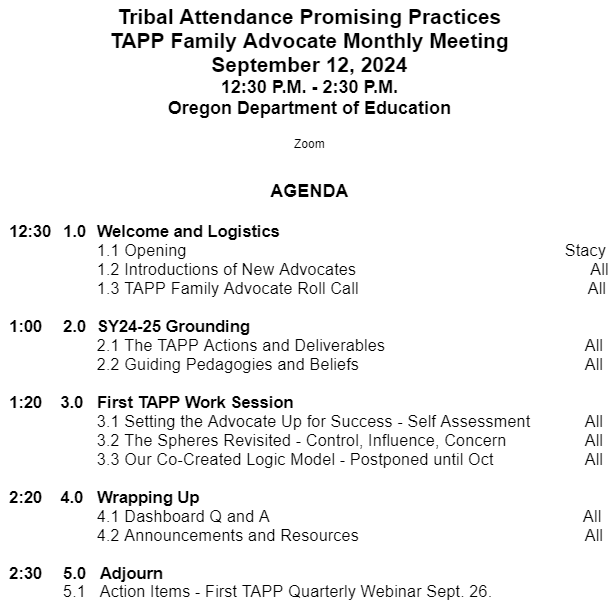 Tribal Attendance Promising Practices
TAPP Family Advocate Monthly Meeting
September 12, 2024
12:30 P.M. - 2:30 P.M.
Oregon Department of Education
Zoom
AGENDA
12:30 1.0 Welcome and Logistics
1.1 Opening Stacy
1.2 Introductions of New Advocates All
1.3 TAPP Family Advocate Roll Call All
1:00 2.0 SY24-25 Grounding
2.1 The TAPP Actions and Deliverables All
2.2 Guiding Pedagogies and Beliefs All
1:20 3.0 First TAPP Work Session
3.1 Setting the Advocate Up for Success - Self Assessment All
3.2 The Spheres Revisited - Control, Influence, Concern All
3.3 Our Co-Created Logic Model - Postponed until Oct All
2:20 4.0 Wrapping Up
4.1 Dashboard Q and A All
4.2 Announcements and Resources All
2:30 5.0 Adjourn
5.1 Action Items - First TAPP Quarterly Webinar Sept. 26.